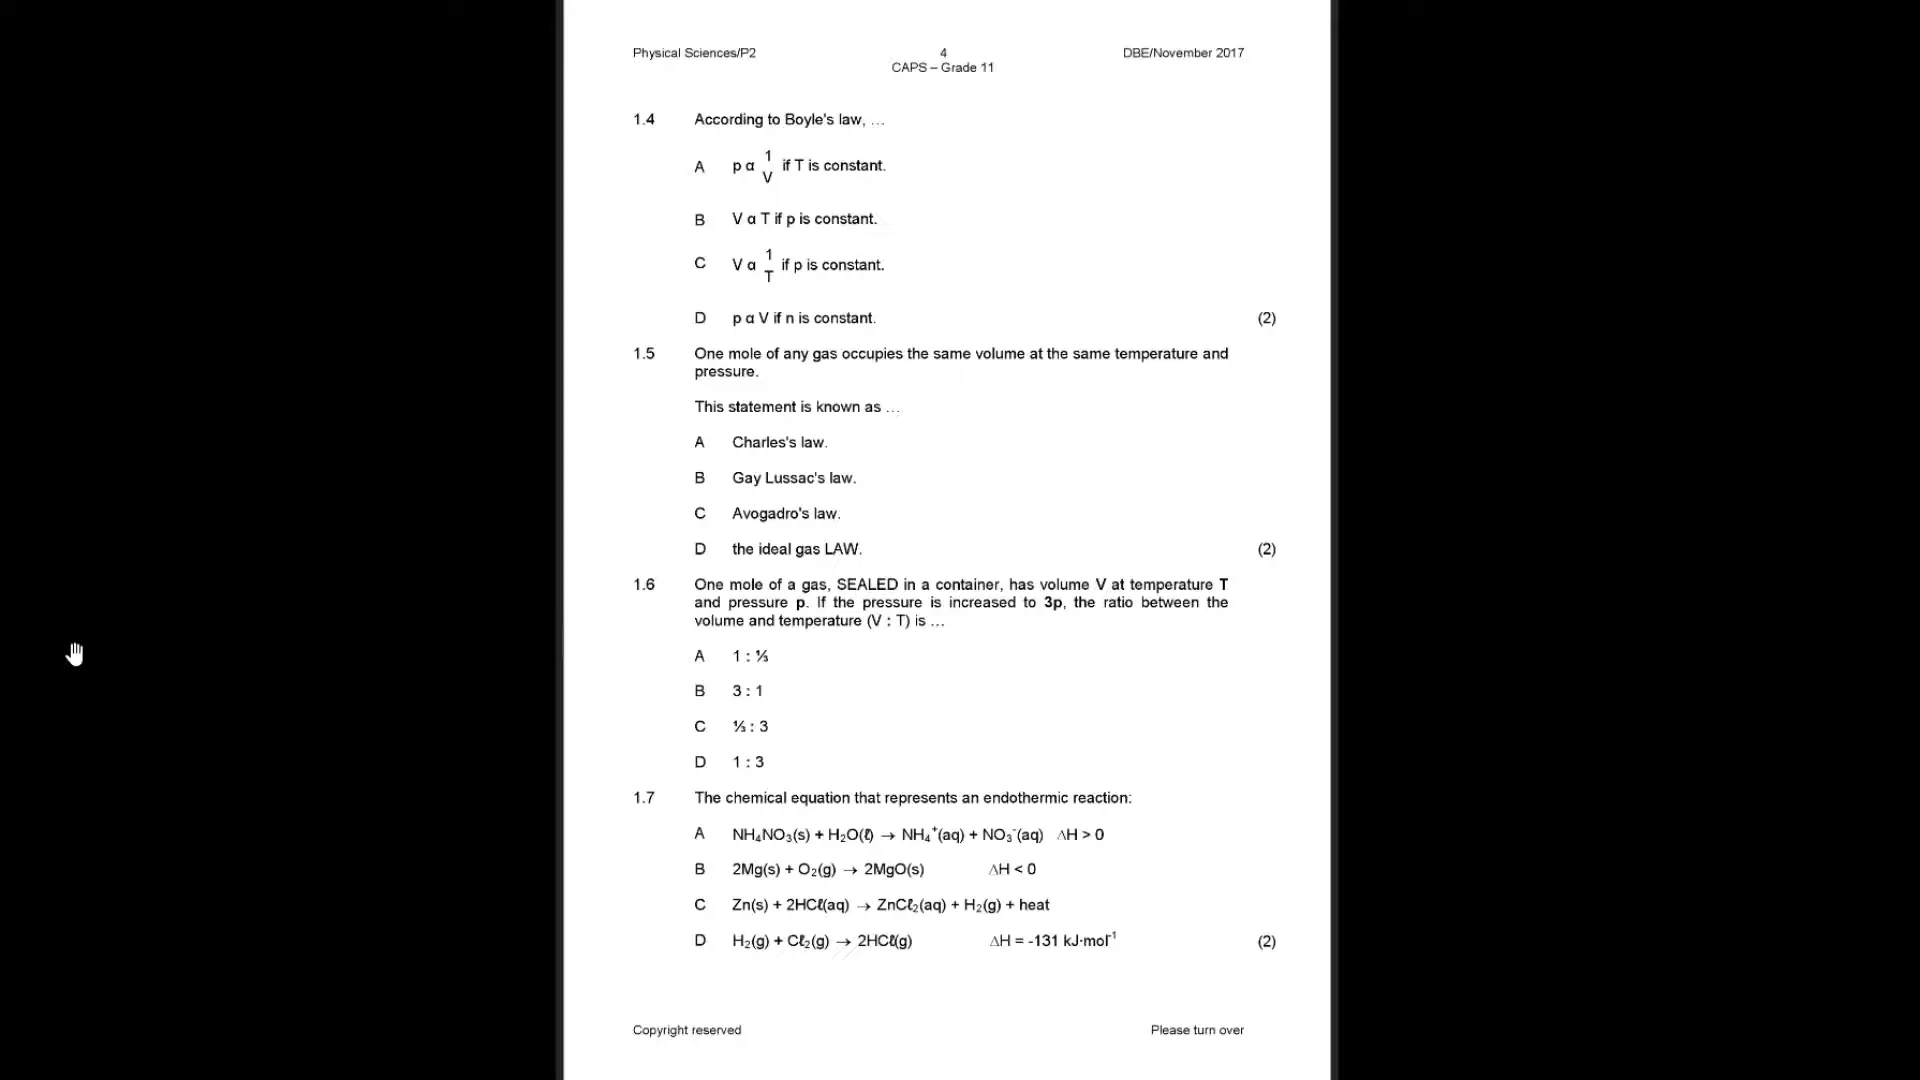 Physical Sciences/P2 4 DBE/November 2017
CAPS – Grade 11
1.4 According to Boyle's law, …
A p α 1/V if T is constant.
B V α T if p is constant.
C V α 1/T if p is constant.
D p α V if n is constant. (2)
1.5 One mole of any gas occupies the same volume at the same temperature and
pressure.
This statement is known as …
A Charles's law.
B Gay Lussac's law.
C Avogadro's law.
D the ideal gas LAW. (2)
1.6 One mole of a gas, SEALED in a container, has volume V at temperature T
and pressure p. If the pressure is increased to 3p, the ratio between the
volume and temperature (V : T) is …
A 1 : ⅓
B 3 : 1
C ⅓ : 3
D 1 : 3
1.7 The chemical equation that represents an endothermic reaction:
A NH₄NO₃(s) + H₂O(ℓ) → NH₄⁺(aq) + NO₃⁻(aq) ΔH > 0
B 2Mg(s) + O₂(g) → 2MgO(s) ΔH < 0
C Zn(s) + 2HCℓ(aq) → ZnCℓ₂(aq) + H₂(g) + heat
D H₂(g) + Cℓ₂(g) → 2HCℓ(g) ΔH = -131 kJ·mol⁻¹ (2)
Copyright reserved Please turn over